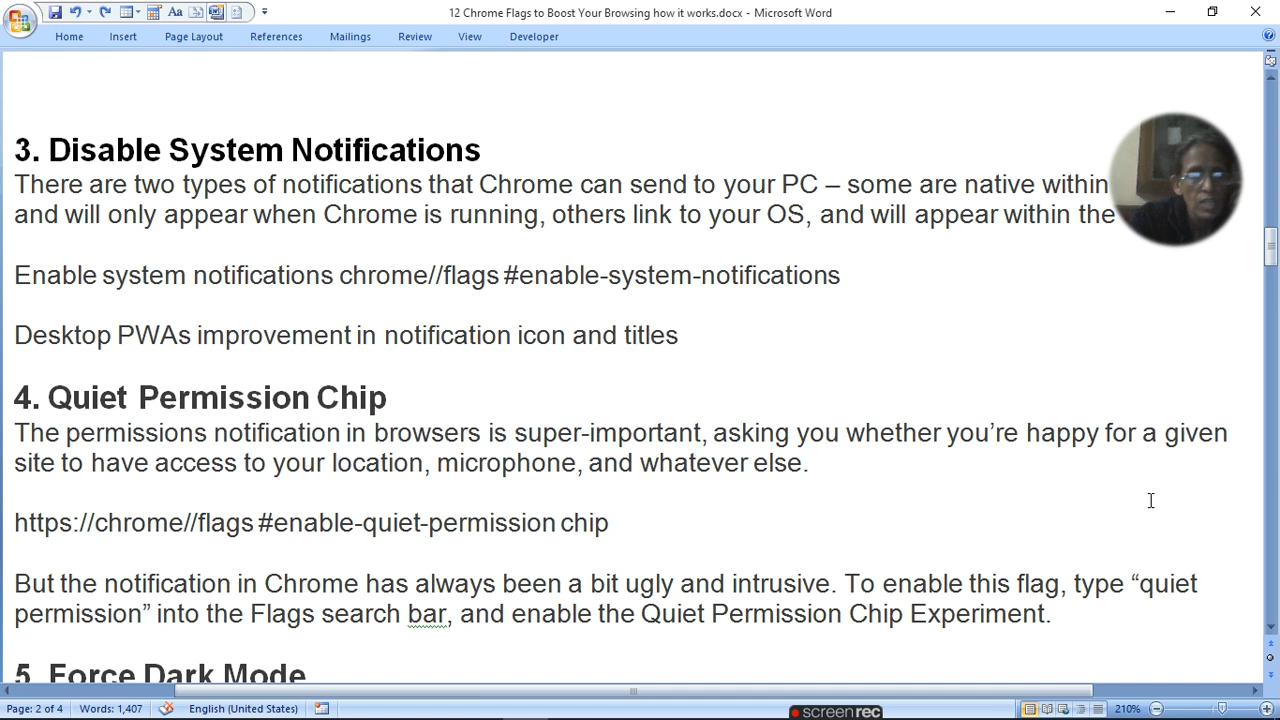 12 Chrome Flags to Boost Your Browsing how it works.docx - Microsoft Word
Home Insert Page Layout References Mailings Review View Developer
3. Disable System Notifications
There are two types of notifications that Chrome can send to your PC – some are native within
and will only appear when Chrome is running, others link to your OS, and will appear within the
Enable system notifications chrome//flags #enable-system-notifications
Desktop PWAs improvement in notification icon and titles
4. Quiet Permission Chip
The permissions notification in browsers is super-important, asking you whether you’re happy for a given
site to have access to your location, microphone, and whatever else.
https://chrome//flags #enable-quiet-permission chip
But the notification in Chrome has always been a bit ugly and intrusive. To enable this flag, type “quiet
permission” into the Flags search bar, and enable the Quiet Permission Chip Experiment.
5. Force Dark Mode
Page: 2 of 4 Words: 1,407 English (United States) 210%
screenrec